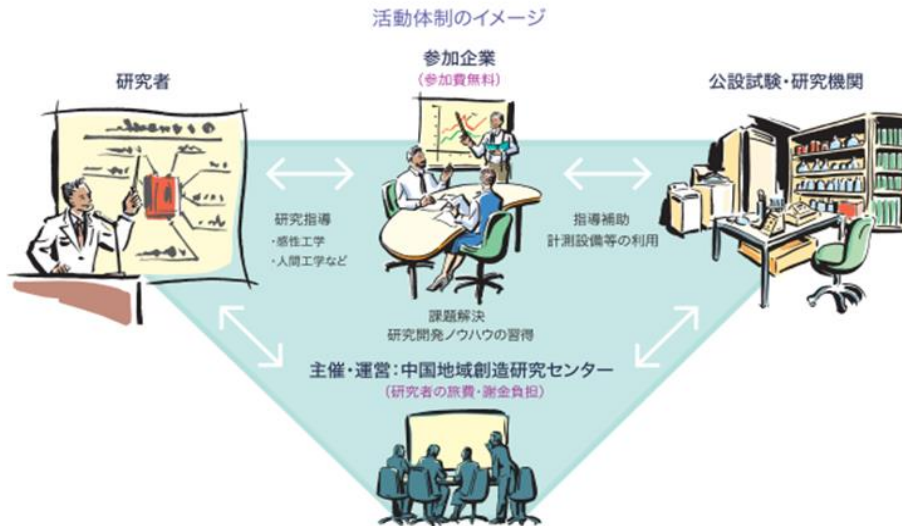 活動体制のイメージ
参加企業
(参加費無料)
研究者
公設試験・研究機関
研究指導
・感性工学
・人間工学など
指導補助
計測設備等の利用
課題解決
研究開発ノウハウの習得
主催・運営:中国地域創造研究センター
(研究者の旅費・謝金負担)